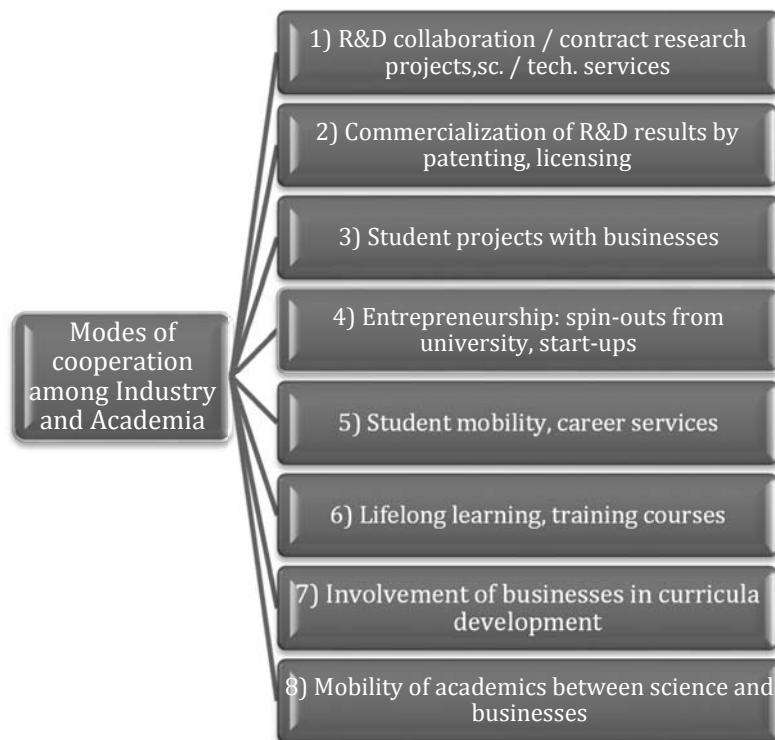 Modes of
cooperation
among Industry
and Academia
1) R&D collaboration / contract research
projects,sc. / tech. services
2) Commercialization of R&D results by
patenting, licensing
3) Student projects with businesses
4) Entrepreneurship: spin-outs from
university, start-ups
5) Student mobility, career services
6) Lifelong learning, training courses
7) Involvement of businesses in curricula
development
8) Mobility of academics between science and
businesses